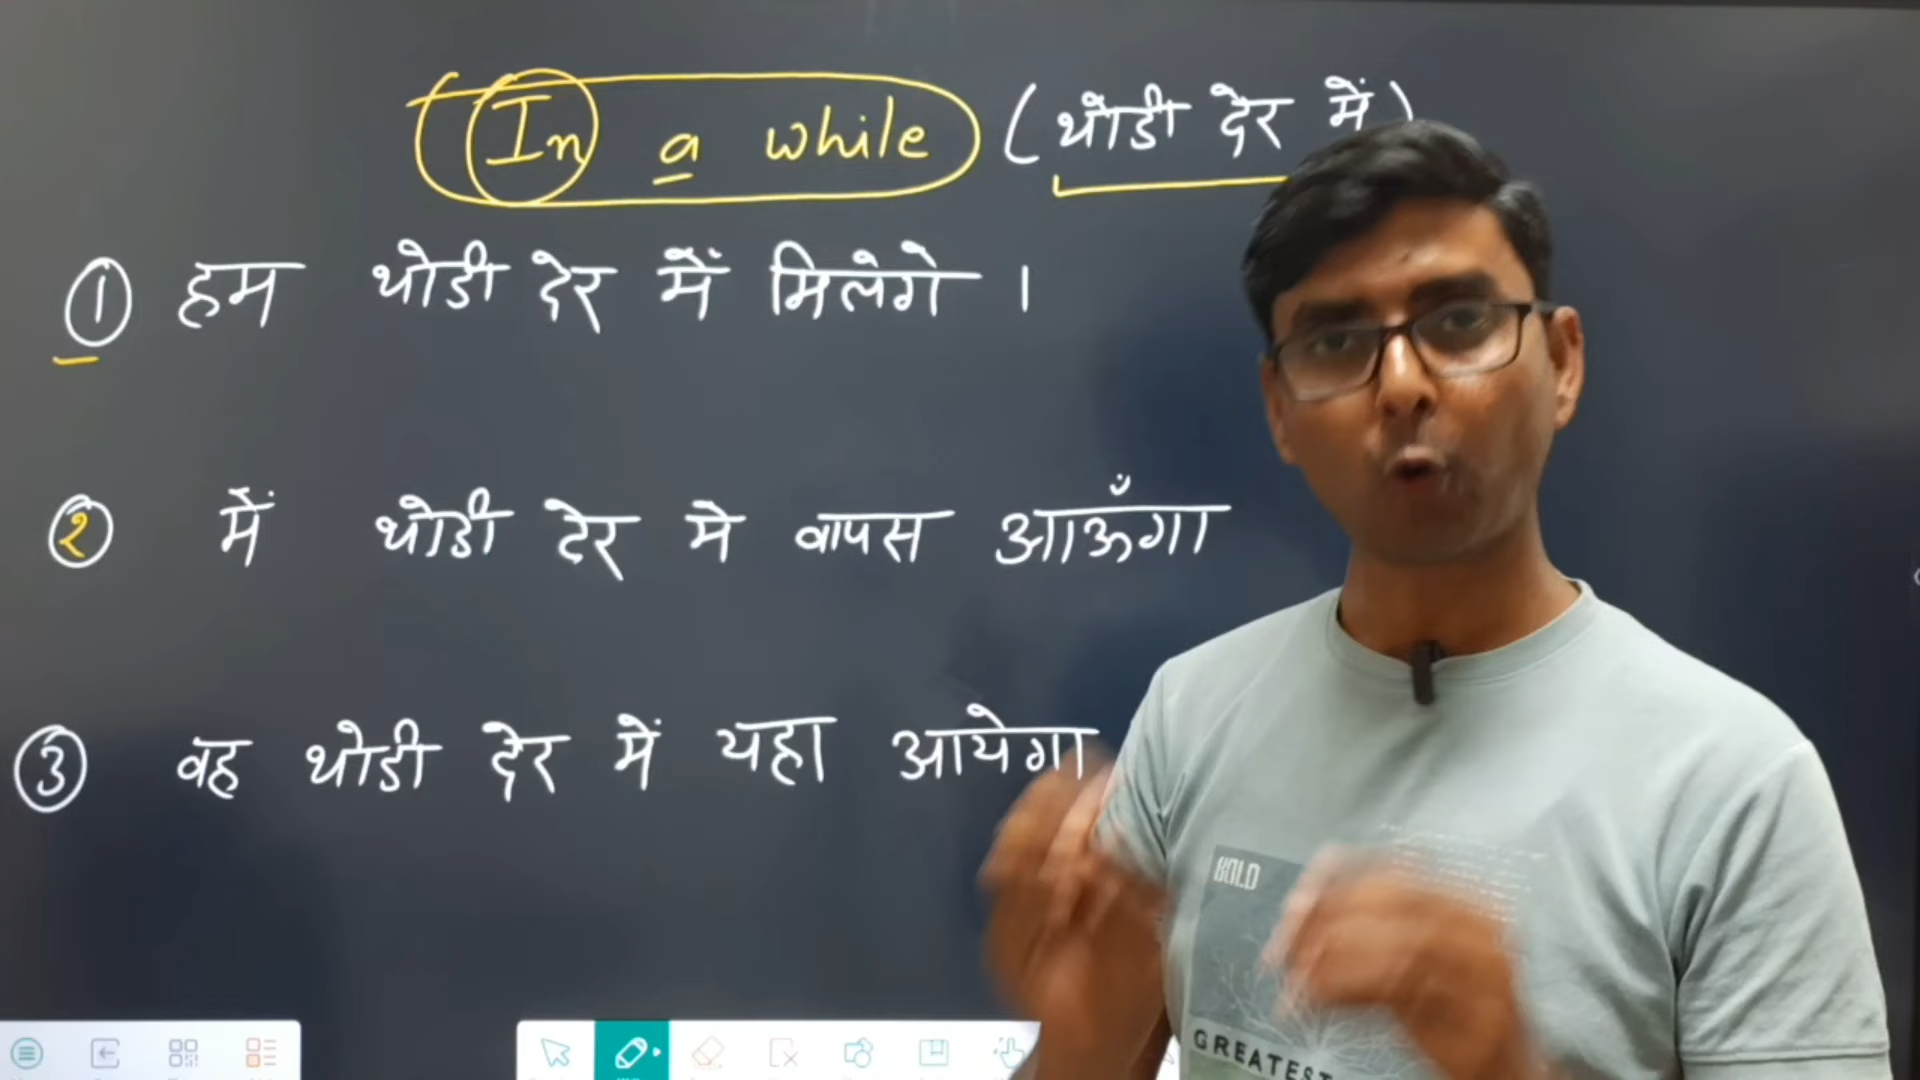 In a while (थोडी देर में)
① हम थोडी देर में मिलेगे ।
② में थोडी देर मे वापस आऊँगा
③ वह थोडी देर में यहा आयेगा
BOLD
GREATEST